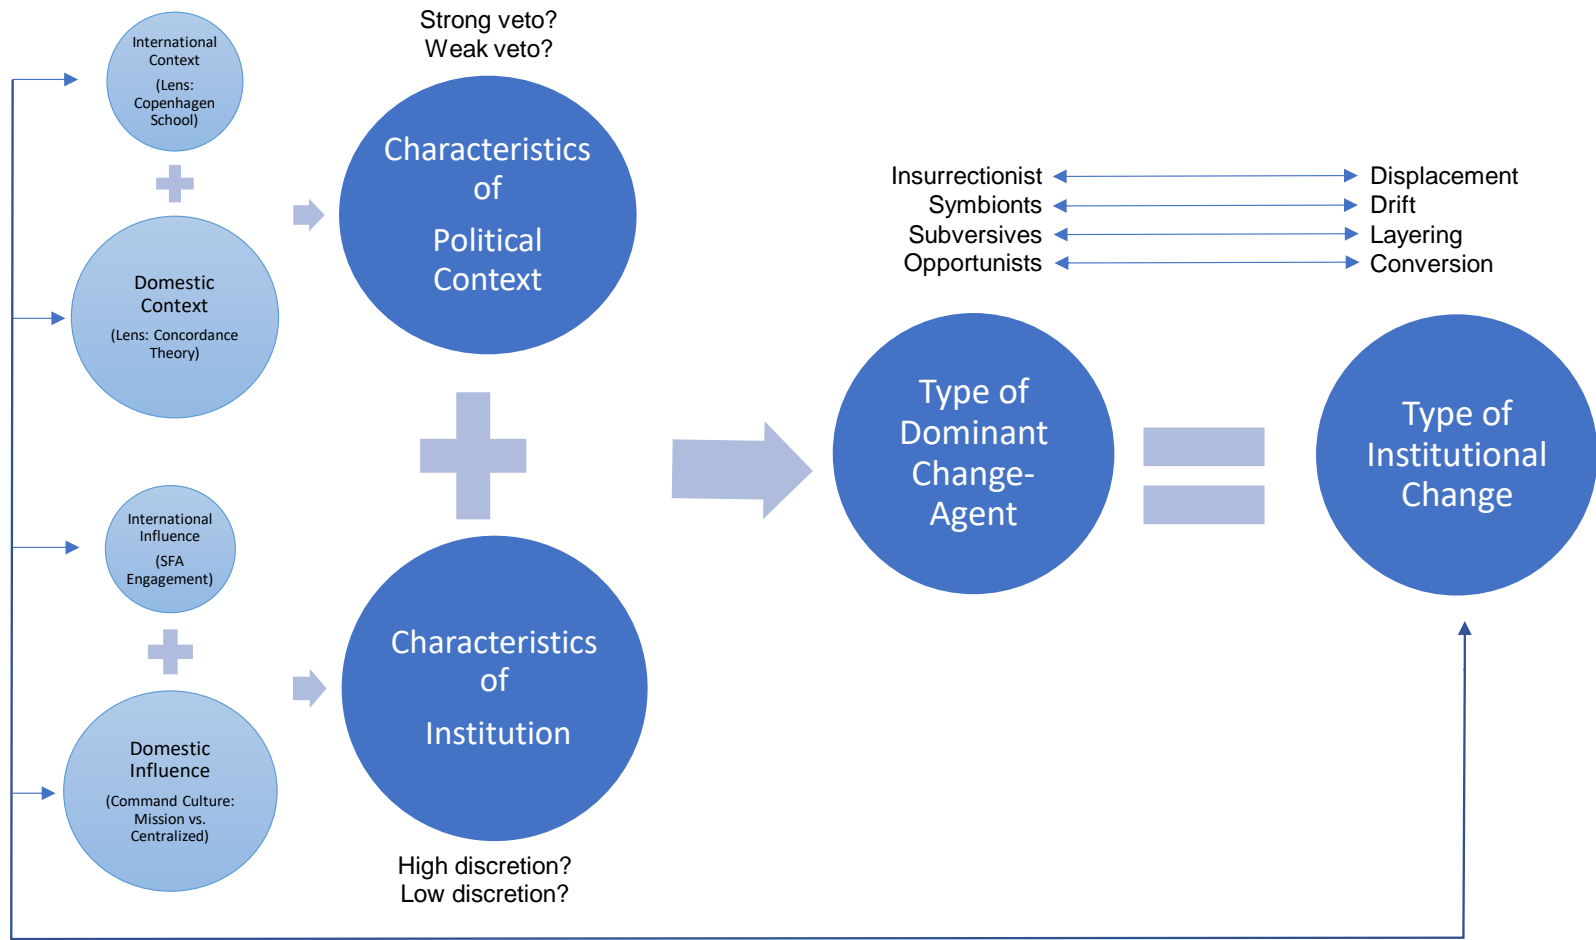 International
Context
(Lens:
Copenhagen
School)
Domestic
Context
(Lens: Concordance
Theory)
International
Influence
(SFA
Engagement)
Domestic
Influence
(Command Culture:
Mission vs.
Centralized)
Strong veto?
Weak veto?
Characteristics
of
Political
Context
Characteristics
of
Institution
High discretion?
Low discretion?
Insurrectionist
Symbionts
Subversives
Opportunists
Displacement
Drift
Layering
Conversion
Type of
Dominant
Change-
Agent
Type of
Institutional
Change